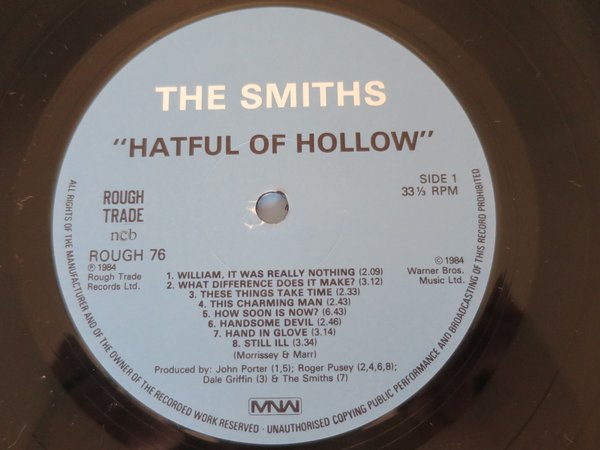 THE SMITHS
"HATFUL OF HOLLOW"
SIDE 1
33 ⅓ RPM
ROUGH
TRADE
ncb
ROUGH 76
℗ 1984
Rough Trade
Records Ltd.
© 1984
Warner Bros.
Music Ltd.
1. WILLIAM, IT WAS REALLY NOTHING (2.09)
2. WHAT DIFFERENCE DOES IT MAKE? (3.12)
3. THESE THINGS TAKE TIME (2.33)
4. THIS CHARMING MAN (2.43)
5. HOW SOON IS NOW? (6.43)
6. HANDSOME DEVIL (2.46)
7. HAND IN GLOVE (3.14)
8. STILL ILL (3.34)
(Morrissey & Marr)
Produced by: John Porter (1,5); Roger Pusey (2,4,6,8);
Dale Griffin (3) & The Smiths (7)
MNW
ALL RIGHTS OF THE MANUFACTURER AND OF THE OWNER OF THE RECORDED WORK RESERVED · UNAUTHORISED COPYING PUBLIC PERFORMANCE AND BROADCASTING OF THIS RECORD PROHIBITED